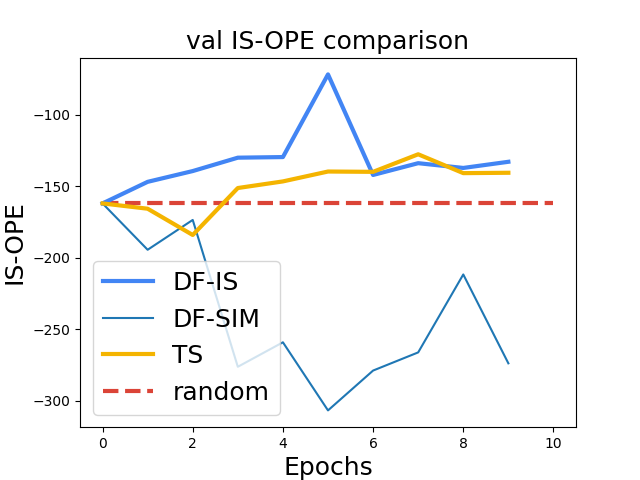 val IS-OPE comparison
IS-OPE
−100
−150
−200
−250
−300
DF-IS
DF-SIM
TS
random
0 2 4 6 8 10
Epochs